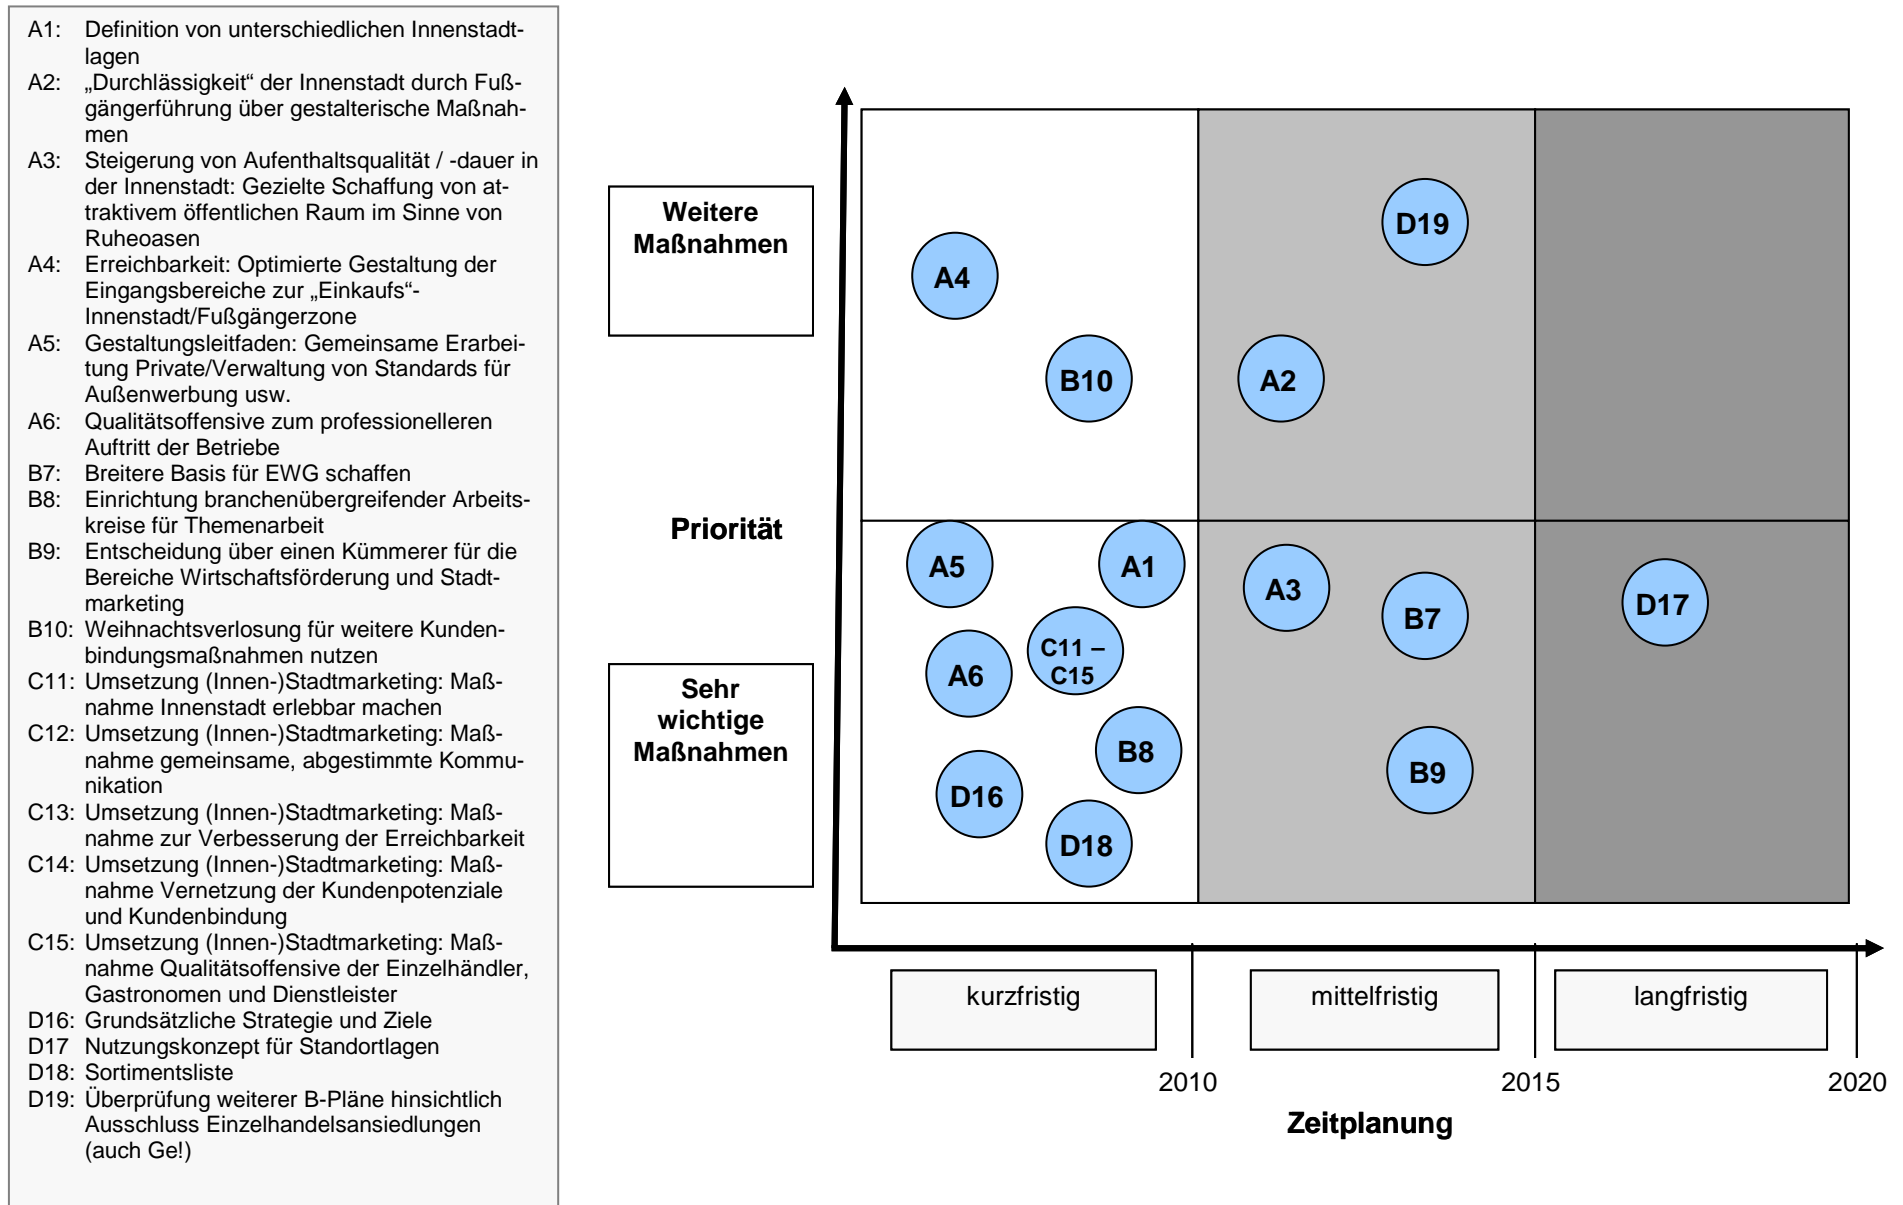 A1: Definition von unterschiedlichen Innenstadt-
lagen
A2: „Durchlässigkeit“ der Innenstadt durch Fuß-
gängerführung über gestalterische Maßnah-
men
A3: Steigerung von Aufenthaltsqualität / -dauer in
der Innenstadt: Gezielte Schaffung von at-
traktivem öffentlichen Raum im Sinne von
Ruheoasen
A4: Erreichbarkeit: Optimierte Gestaltung der
Eingangsbereiche zur „Einkaufs“-
Innenstadt/Fußgängerzone
A5: Gestaltungsleitfaden: Gemeinsame Erarbei-
tung Private/Verwaltung von Standards für
Außenwerbung usw.
A6: Qualitätsoffensive zum professionelleren
Auftritt der Betriebe
B7: Breitere Basis für EWG schaffen
B8: Einrichtung branchenübergreifender Arbeits-
kreise für Themenarbeit
B9: Entscheidung über einen Kümmerer für die
Bereiche Wirtschaftsförderung und Stadt-
marketing
B10: Weihnachtsverlosung für weitere Kunden-
bindungsmaßnahmen nutzen
C11: Umsetzung (Innen-)Stadtmarketing: Maß-
nahme Innenstadt erlebbar machen
C12: Umsetzung (Innen-)Stadtmarketing: Maß-
nahme gemeinsame, abgestimmte Kommu-
nikation
C13: Umsetzung (Innen-)Stadtmarketing: Maß-
nahme zur Verbesserung der Erreichbarkeit
C14: Umsetzung (Innen-)Stadtmarketing: Maß-
nahme Vernetzung der Kundenpotenziale
und Kundenbindung
C15: Umsetzung (Innen-)Stadtmarketing: Maß-
nahme Qualitätsoffensive der Einzelhändler,
Gastronomen und Dienstleister
D16: Grundsätzliche Strategie und Ziele
D17 Nutzungskonzept für Standortlagen
D18: Sortimentsliste
D19: Überprüfung weiterer B-Pläne hinsichtlich
Ausschluss Einzelhandelsansiedlungen
(auch Ge!)
Weitere
Maßnahmen
Priorität
Sehr
wichtige
Maßnahmen
A4
B10
D19
A2
A5
A1
C11 –
C15
A6
B8
D16
D18
A3
B7
B9
D17
kurzfristig
mittelfristig
langfristig
2010
2015
2020
Zeitplanung